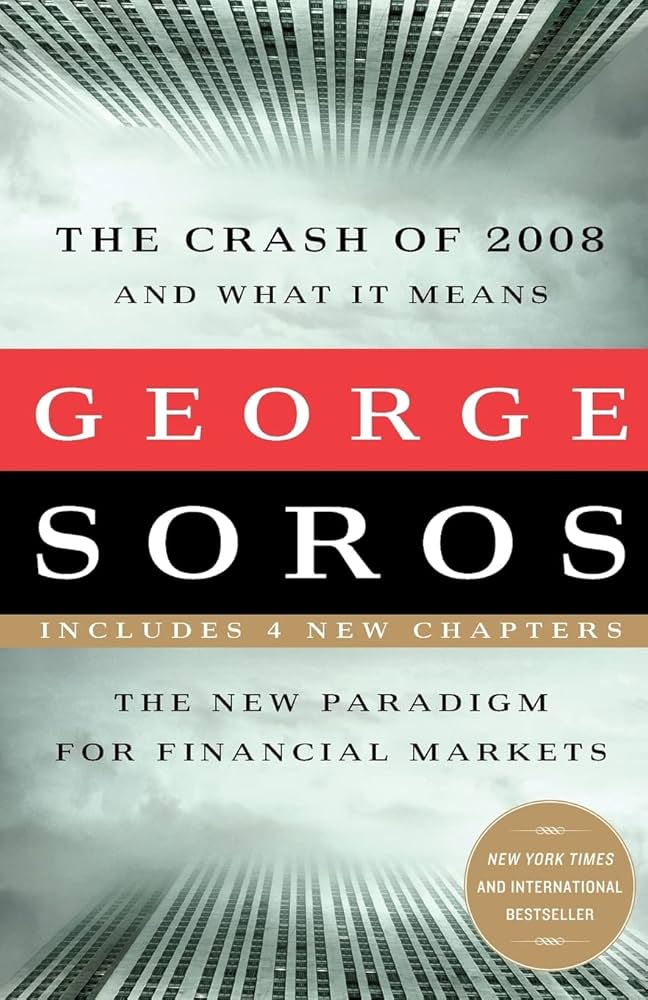 THE CRASH OF 2008
AND WHAT IT MEANS
GEORGE
SOROS
INCLUDES 4 NEW CHAPTERS
THE NEW PARADIGM
FOR FINANCIAL MARKETS
NEW YORK TIMES
AND INTERNATIONAL
BESTSELLER